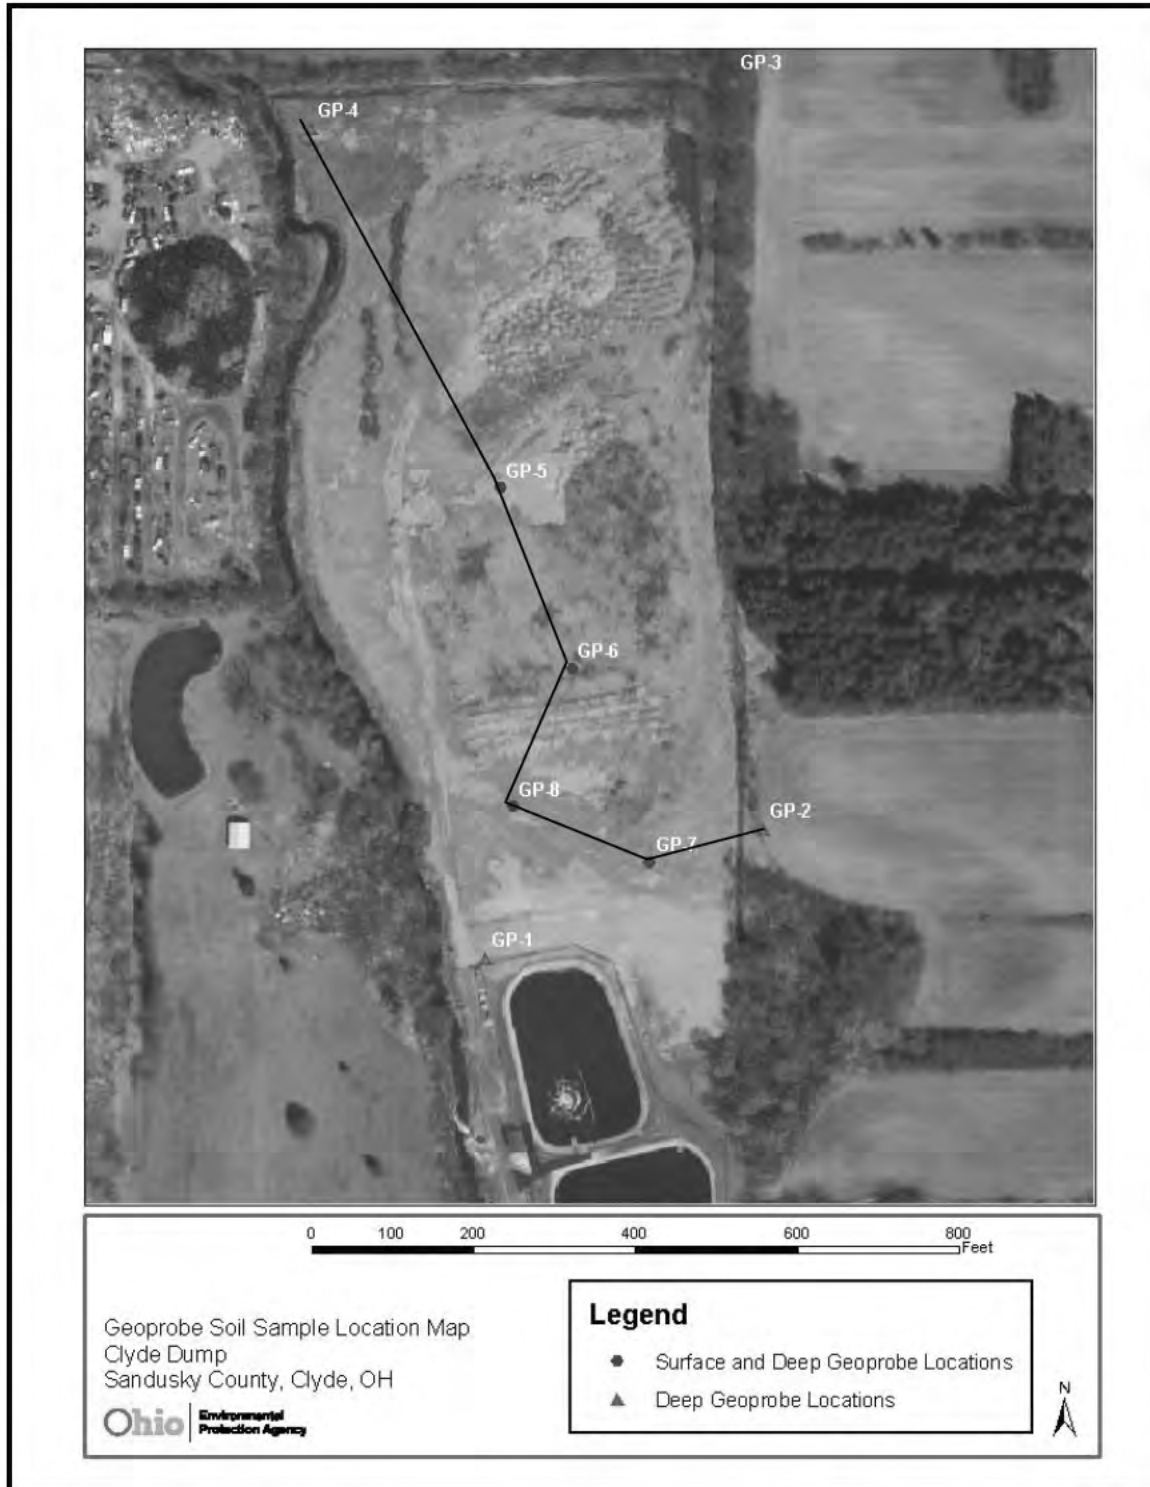 GP-3
GP-4
GP-5
GP-6
GP-8
GP-2
GP-7
GP-1
0 100 200 400 600 800
Feet
Geoprobe Soil Sample Location Map
Clyde Dump
Sandusky County, Clyde, OH
Ohio Environmental
Protection Agency
Legend
Surface and Deep Geoprobe Locations
Deep Geoprobe Locations
N